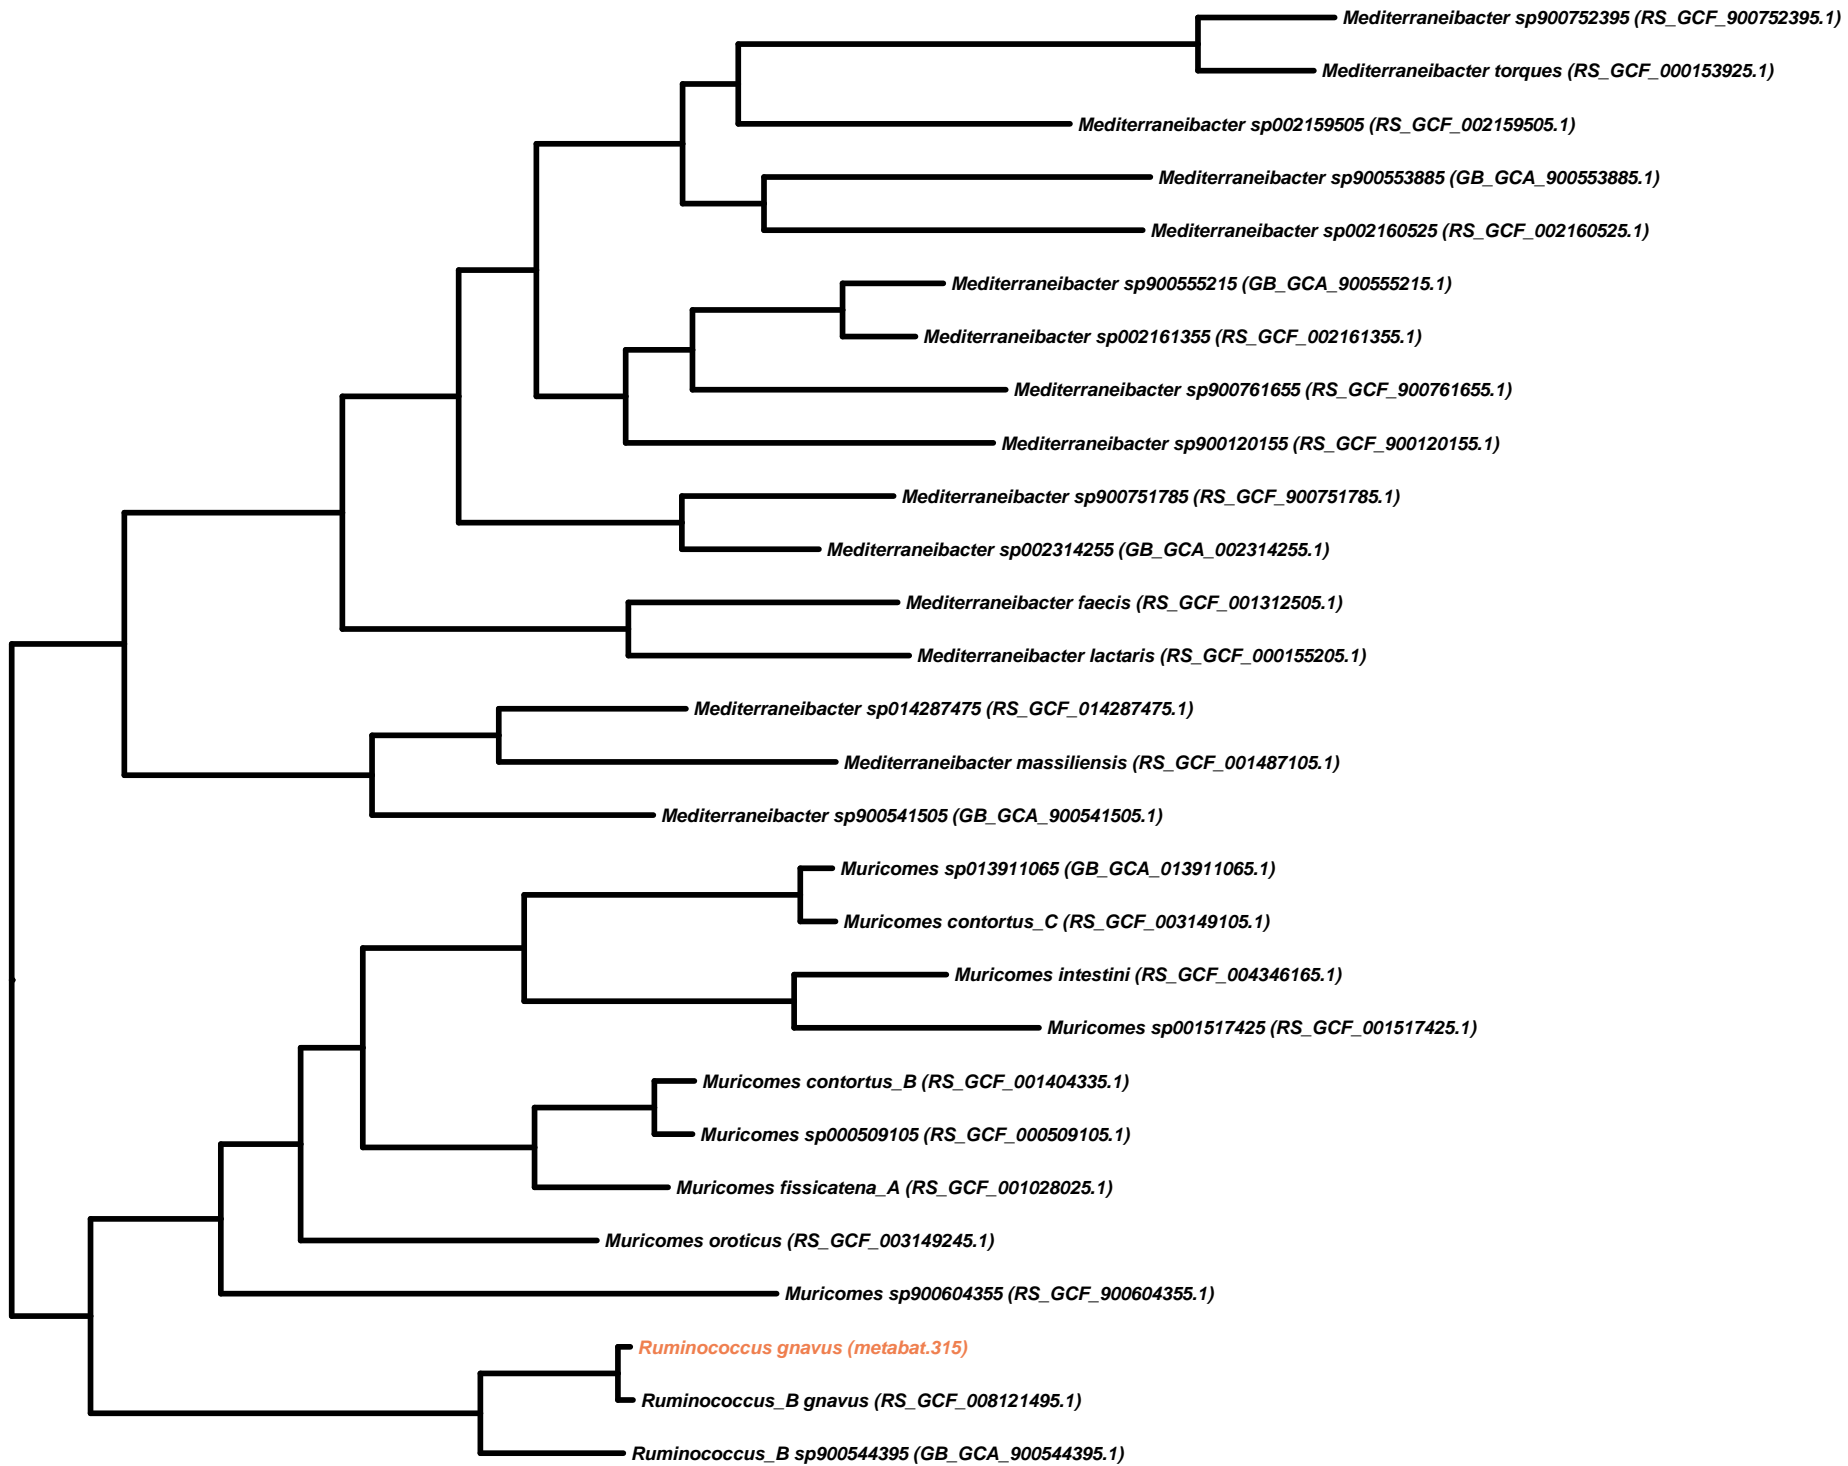 Mediterraneibacter sp900752395 (RS_GCF_900752395.1)
Mediterraneibacter torques (RS_GCF_000153925.1)
Mediterraneibacter sp002159505 (RS_GCF_002159505.1)
Mediterraneibacter sp900553885 (GB_GCA_900553885.1)
Mediterraneibacter sp002160525 (RS_GCF_002160525.1)
Mediterraneibacter sp900555215 (GB_GCA_900555215.1)
Mediterraneibacter sp002161355 (RS_GCF_002161355.1)
Mediterraneibacter sp900761655 (RS_GCF_900761655.1)
Mediterraneibacter sp900120155 (RS_GCF_900120155.1)
Mediterraneibacter sp900751785 (RS_GCF_900751785.1)
Mediterraneibacter sp002314255 (GB_GCA_002314255.1)
Mediterraneibacter faecis (RS_GCF_001312505.1)
Mediterraneibacter lactaris (RS_GCF_000155205.1)
Mediterraneibacter sp014287475 (RS_GCF_014287475.1)
Mediterraneibacter massiliensis (RS_GCF_001487105.1)
Mediterraneibacter sp900541505 (GB_GCA_900541505.1)
Muricomes sp013911065 (GB_GCA_013911065.1)
Muricomes contortus_C (RS_GCF_003149105.1)
Muricomes intestini (RS_GCF_004346165.1)
Muricomes sp001517425 (RS_GCF_001517425.1)
Muricomes contortus_B (RS_GCF_001404335.1)
Muricomes sp000509105 (RS_GCF_000509105.1)
Muricomes fissicatena_A (RS_GCF_001028025.1)
Muricomes oroticus (RS_GCF_003149245.1)
Muricomes sp900604355 (RS_GCF_900604355.1)
Ruminococcus gnavus (metabat.315)
Ruminococcus_B gnavus (RS_GCF_008121495.1)
Ruminococcus_B sp900544395 (GB_GCA_900544395.1)